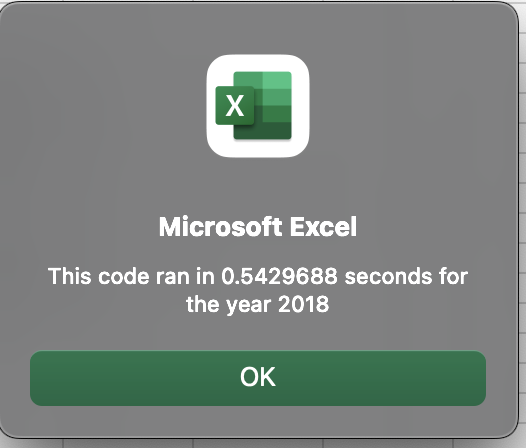 X
Microsoft Excel
This code ran in 0.5429688 seconds for
the year 2018
OK